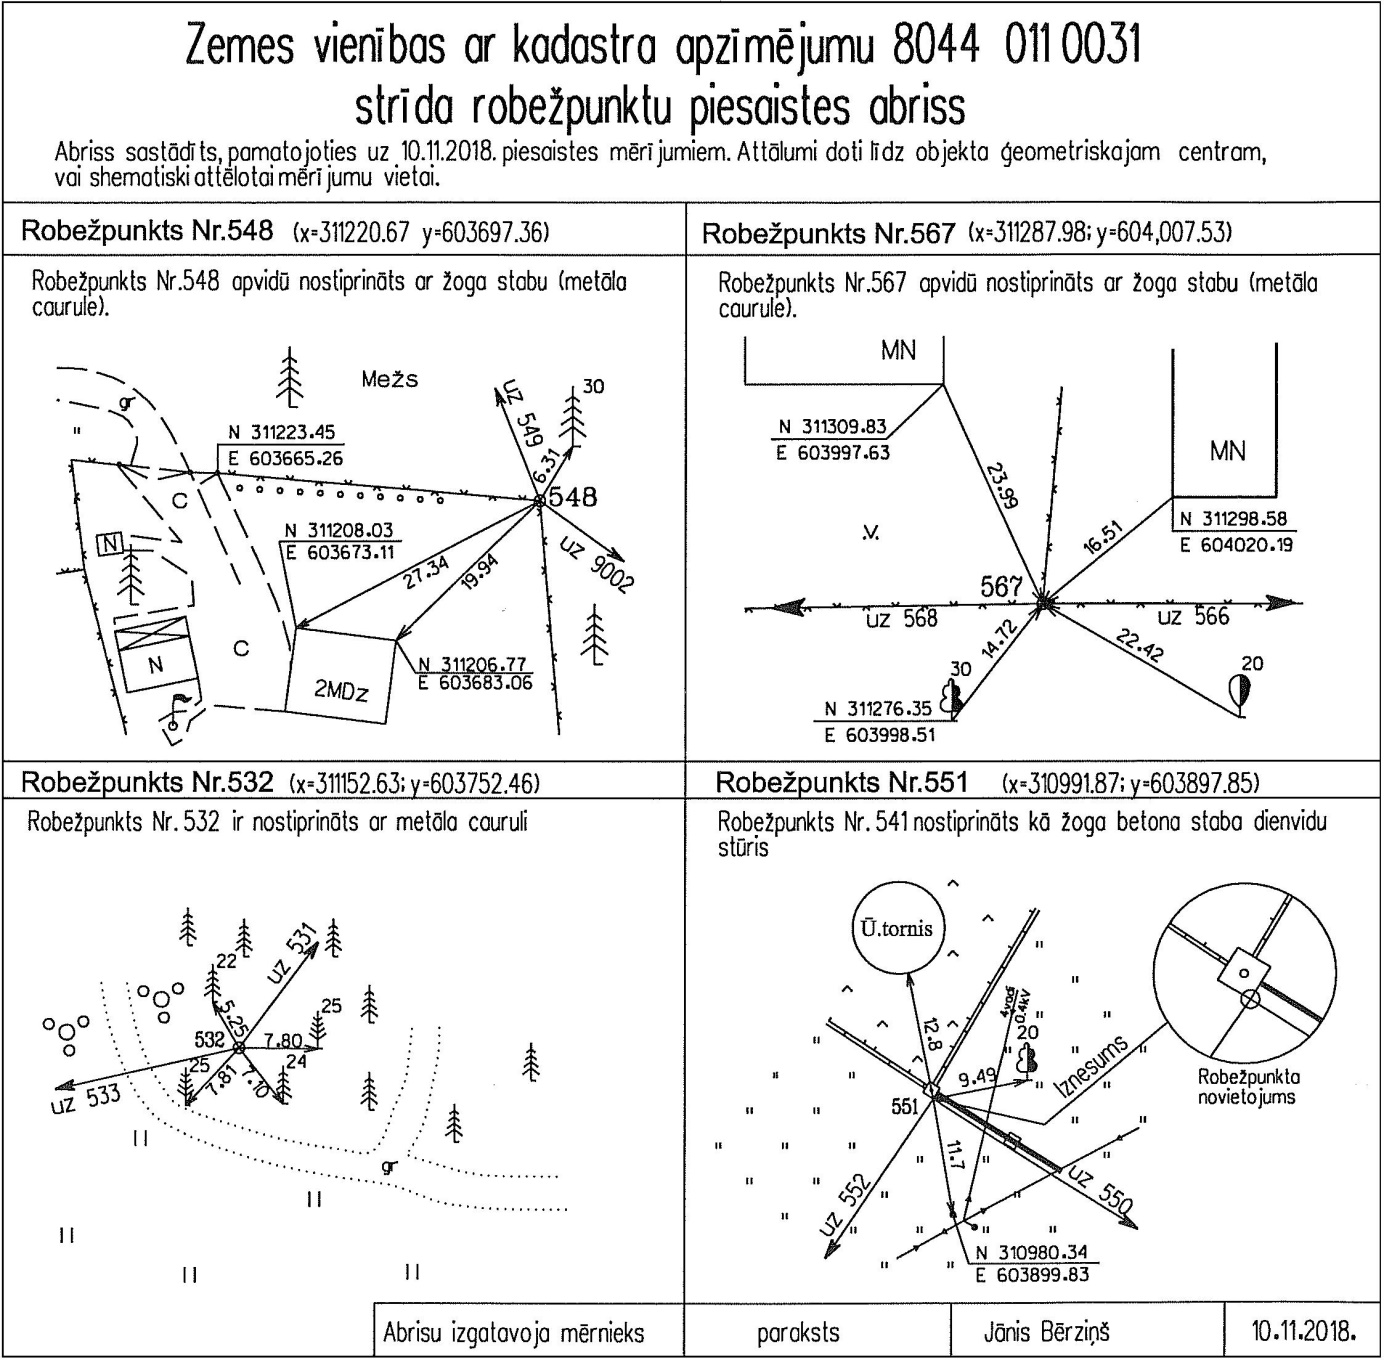 Zemes vienības ar kadastra apzīmējumu 8044 011 0031
strīda robežpunktu piesaistes abriss
Abriss sastādīts, pamatojoties uz 10.11.2018. piesaistes mērījumiem. Attālumi doti līdz objekta ģeometriskajam centram,
vai shematiski attēlotai mērījumu vietai.
Robežpunkts Nr.548 (x=311220.67 y=603697.36)
Robežpunkts Nr.548 apvidū nostiprināts ar žoga stabu (metāla
caurule).
Mežs
gr
"
30
uz 549
6.31
N 311223.45
E 603665.26
548
C
N 311208.03
E 603673.11
27.34
19.94
uz 9002
N
N
C
2MDz
N 311206.77
E 603683.06
Robežpunkts Nr.567 (x=311287.98; y=604,007.53)
Robežpunkts Nr.567 apvidū nostiprināts ar žoga stabu (metāla
caurule).
MN
N 311309.83
E 603997.63
23.99
MN
N 311298.58
E 604020.19
16.51
.V.
567
uz 568
uz 566
14.72
22.42
30
20
N 311276.35
E 603998.51
Robežpunkts Nr.532 (x=311152.63; y=603752.46)
Robežpunkts Nr. 532 ir nostiprināts ar metāla cauruli
22
uz 531
5.25
25
532
7.80
25
24
7.81
7.10
uz 533
gr
Robežpunkts Nr.551 (x=310991.87; y=603897.85)
Robežpunkts Nr. 541 nostiprināts kā žoga betona staba dienvidu
stūris
Ū.tornis
4vadi
0.4kV
12.8
20
9.49
Iznesums
551
11.7
uz 552
uz 550
Robežpunkta
novietojums
N 310980.34
E 603899.83
Abrisu izgatavoja mērnieks
paraksts
Jānis Bērziņš
10.11.2018.